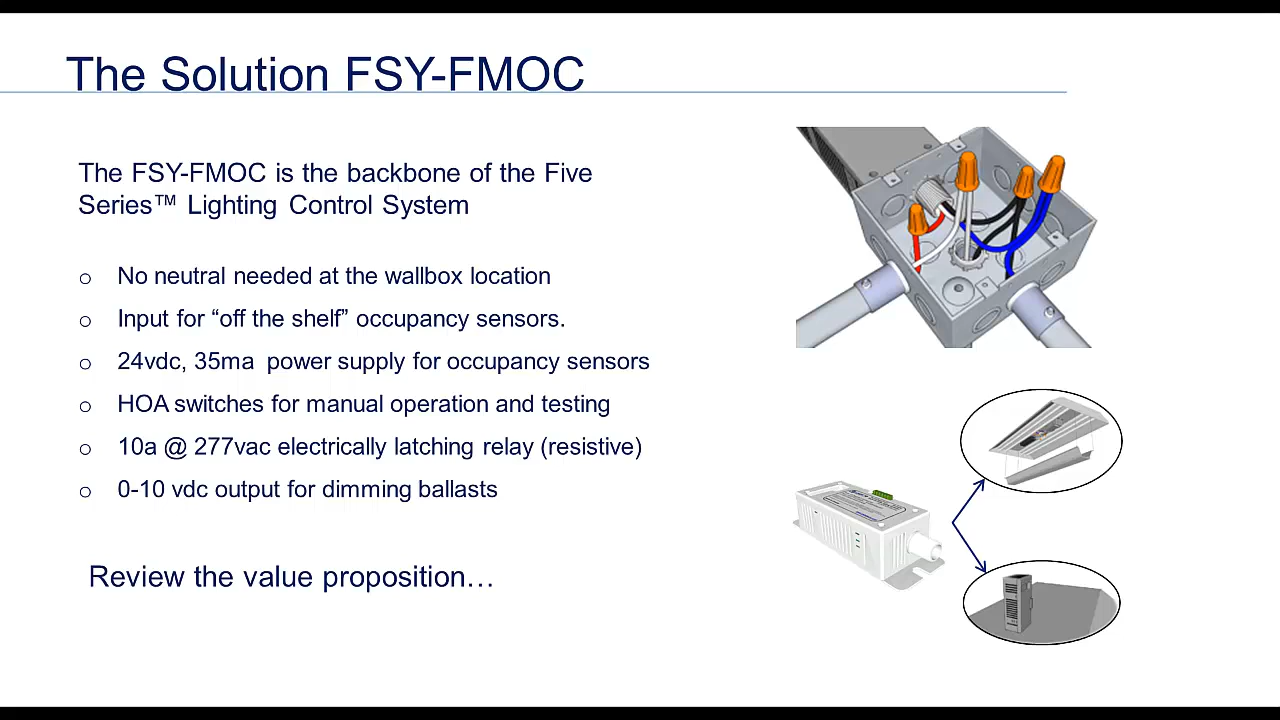 The Solution FSY-FMOC
The FSY-FMOC is the backbone of the Five
Series™ Lighting Control System
o No neutral needed at the wallbox location
o Input for “off the shelf” occupancy sensors.
o 24vdc, 35ma power supply for occupancy sensors
o HOA switches for manual operation and testing
o 10a @ 277vac electrically latching relay (resistive)
o 0-10 vdc output for dimming ballasts
Review the value proposition…